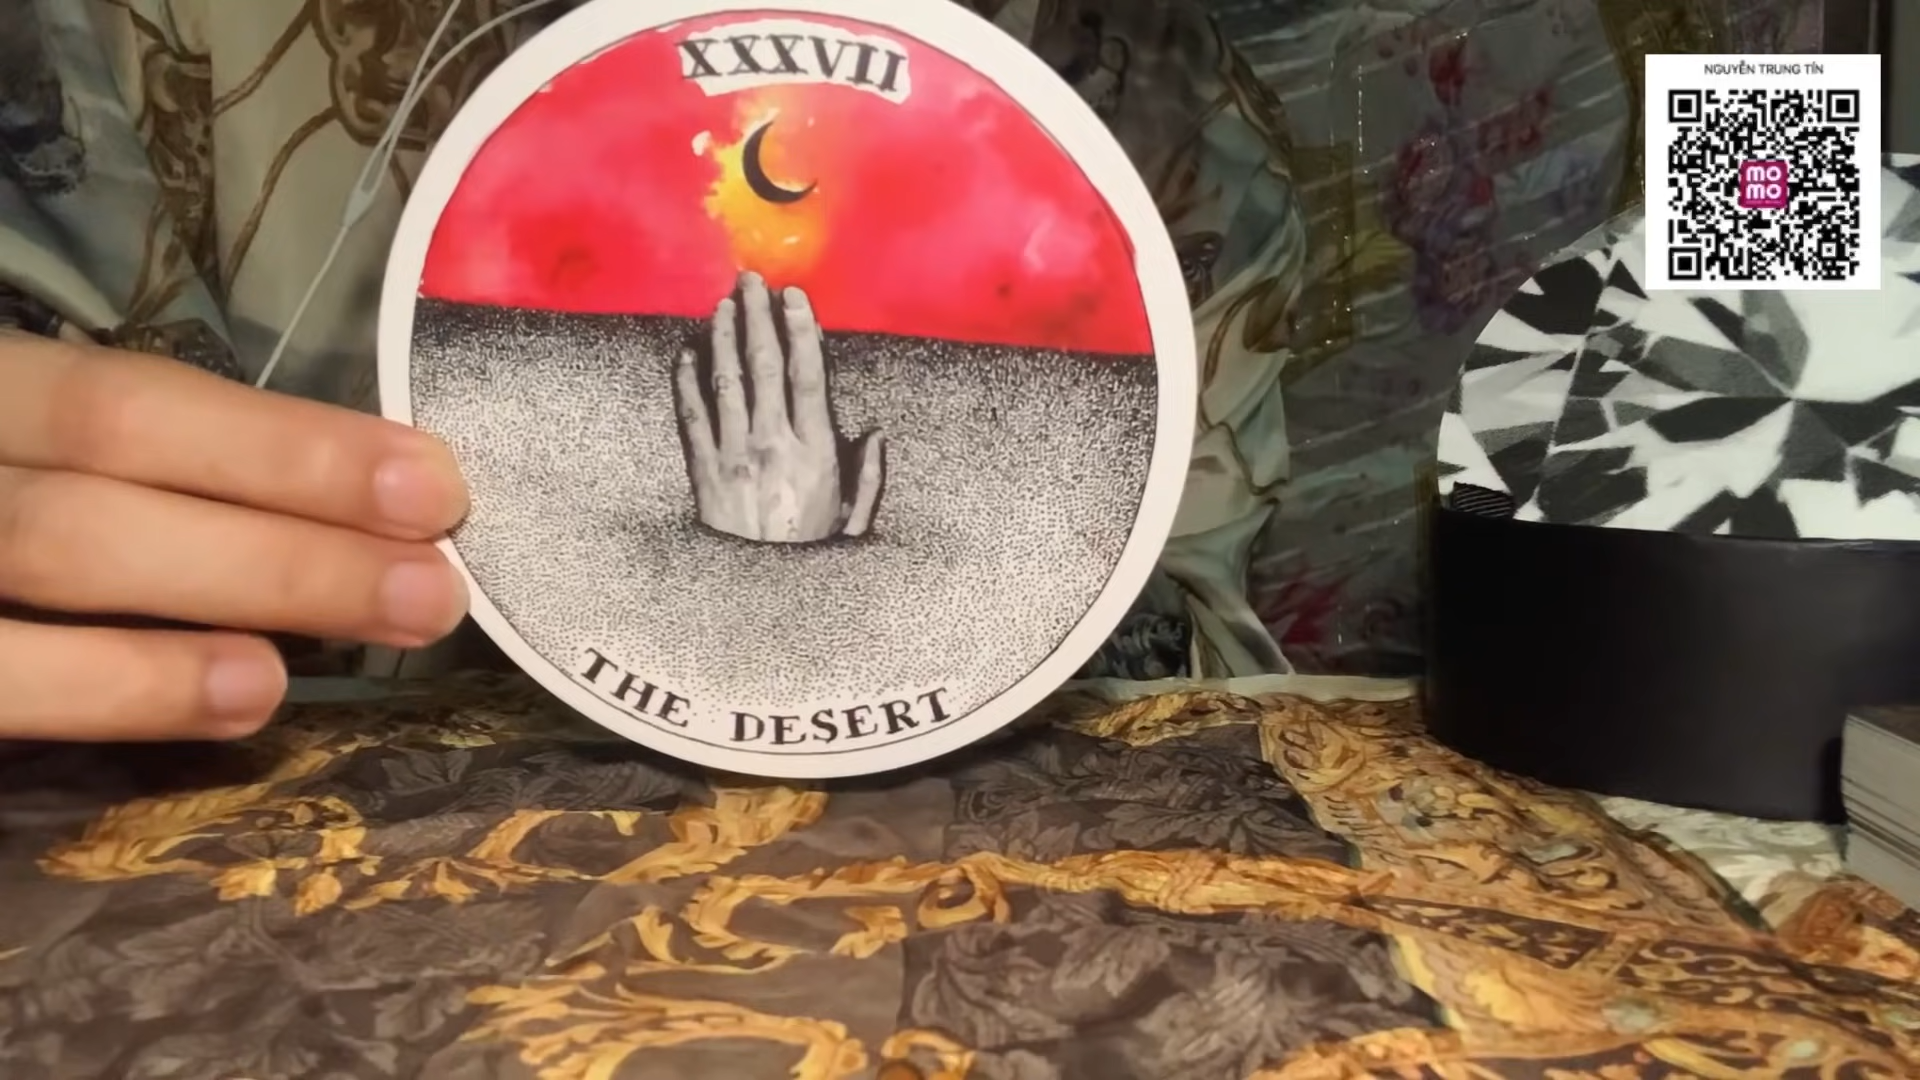 XXXVII
THE DESERT
NGUYỄN TRUNG TÍN
mo
mo